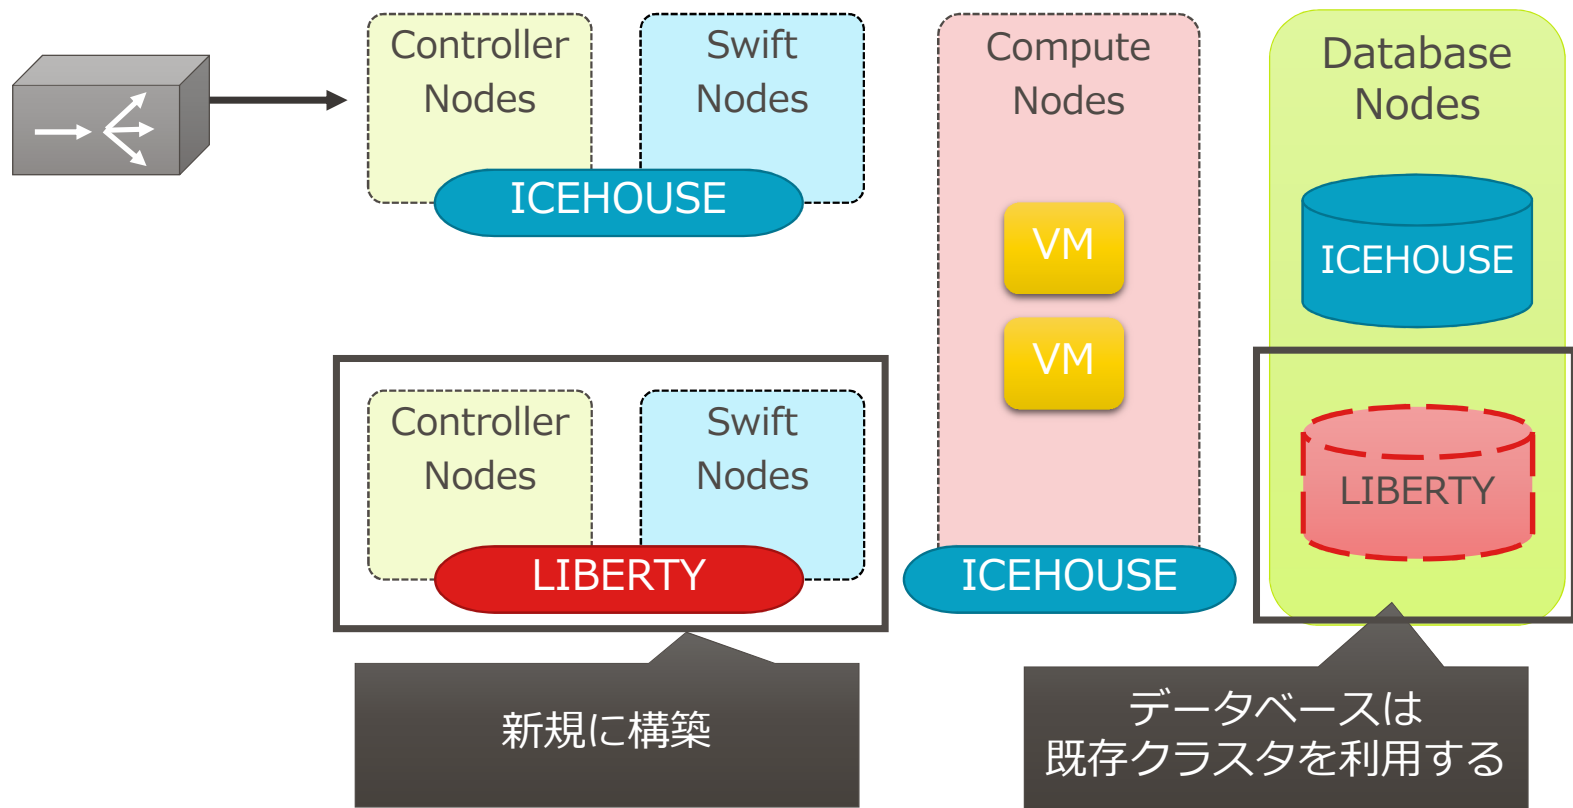 Controller
Nodes
Swift
Nodes
ICEHOUSE
Compute
Nodes
VM
VM
ICEHOUSE
Database
Nodes
ICEHOUSE
LIBERTY
Controller
Nodes
Swift
Nodes
LIBERTY
新規に構築
データベースは
既存クラスタを利用する